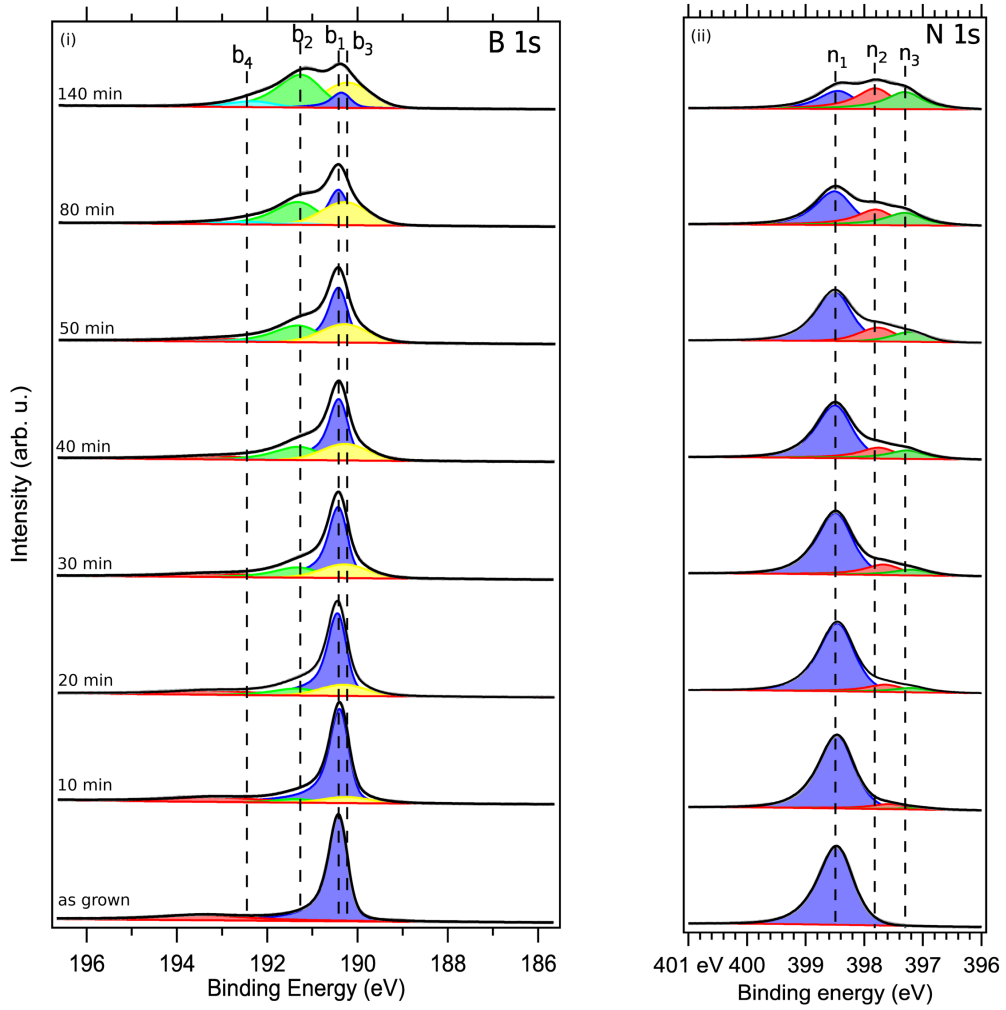 (i)
b4
b2
b1
b3
B 1s
140 min
80 min
50 min
40 min
30 min
20 min
10 min
as grown
Intensity (arb. u.)
196 194 192 190 188 186
Binding Energy (eV)
(ii)
n1
n2
n3
N 1s
401 eV 400 399 398 397 396
Binding energy (eV)